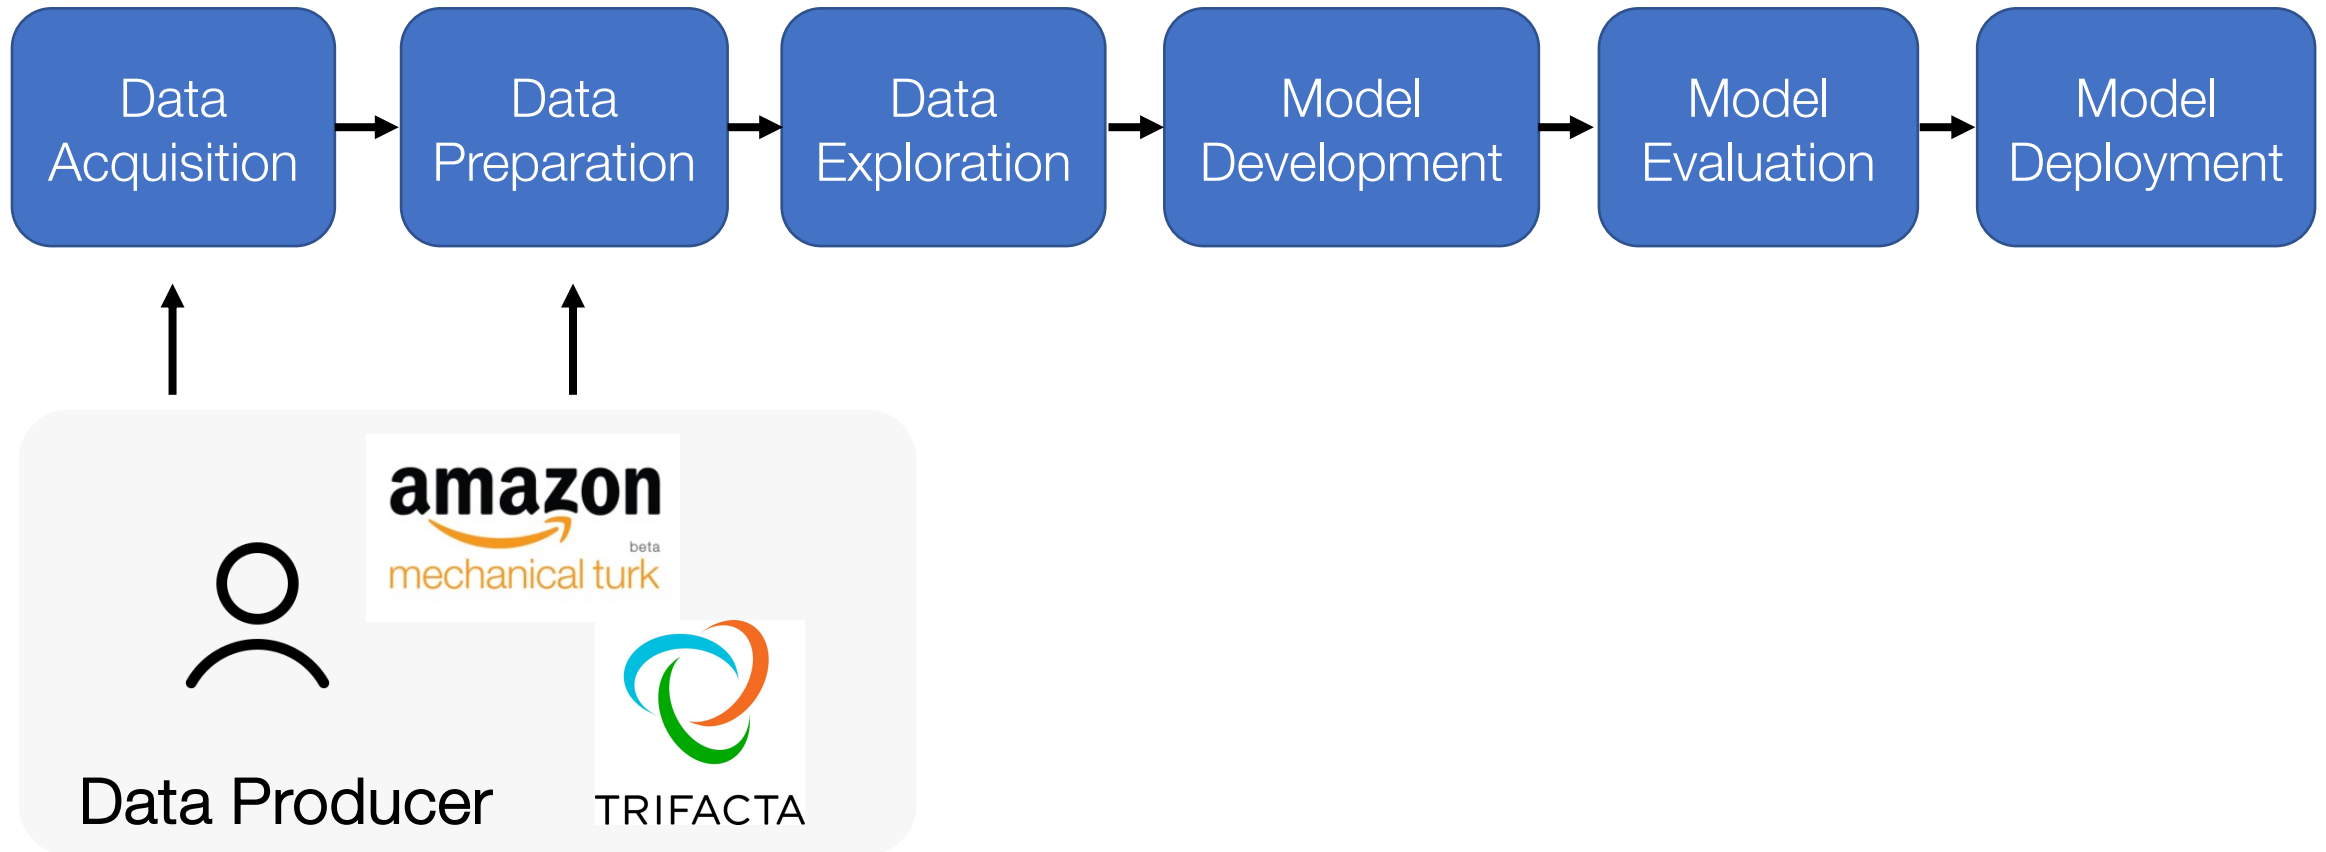 Data
Acquisition
Data
Preparation
Data
Exploration
Model
Development
Model
Evaluation
Model
Deployment
amazon
beta
mechanical turk
Data Producer
TRIFACTA